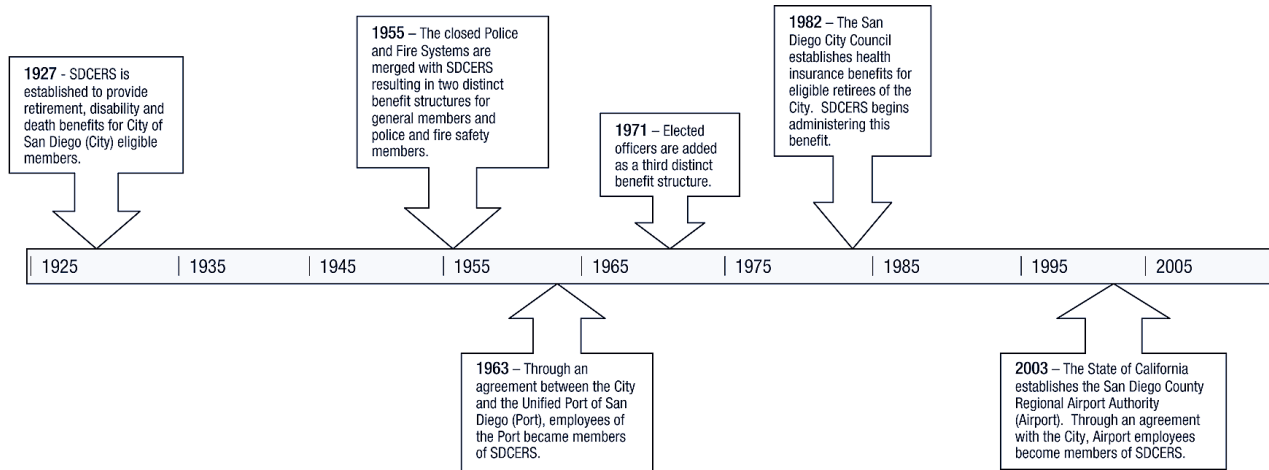 1927 - SDCERS is
established to provide
retirement, disability and
death benefits for City of
San Diego (City) eligible
members.
1955 – The closed Police
and Fire Systems are
merged with SDCERS
resulting in two distinct
benefit structures for
general members and
police and fire safety
members.
1971 – Elected
officers are added
as a third distinct
benefit structure.
1982 – The San
Diego City Council
establishes health
insurance benefits for
eligible retirees of the
City.  SDCERS begins
administering this
benefit.
1925
1935
1945
1955
1965
1975
1985
1995
2005
1963 – Through an
agreement between the City
and the Unified Port of San
Diego (Port), employees of
the Port became members
of SDCERS.
2003 – The State of California
establishes the San Diego County
Regional Airport Authority
(Airport).  Through an agreement
with the City, Airport employees
become members of SDCERS.